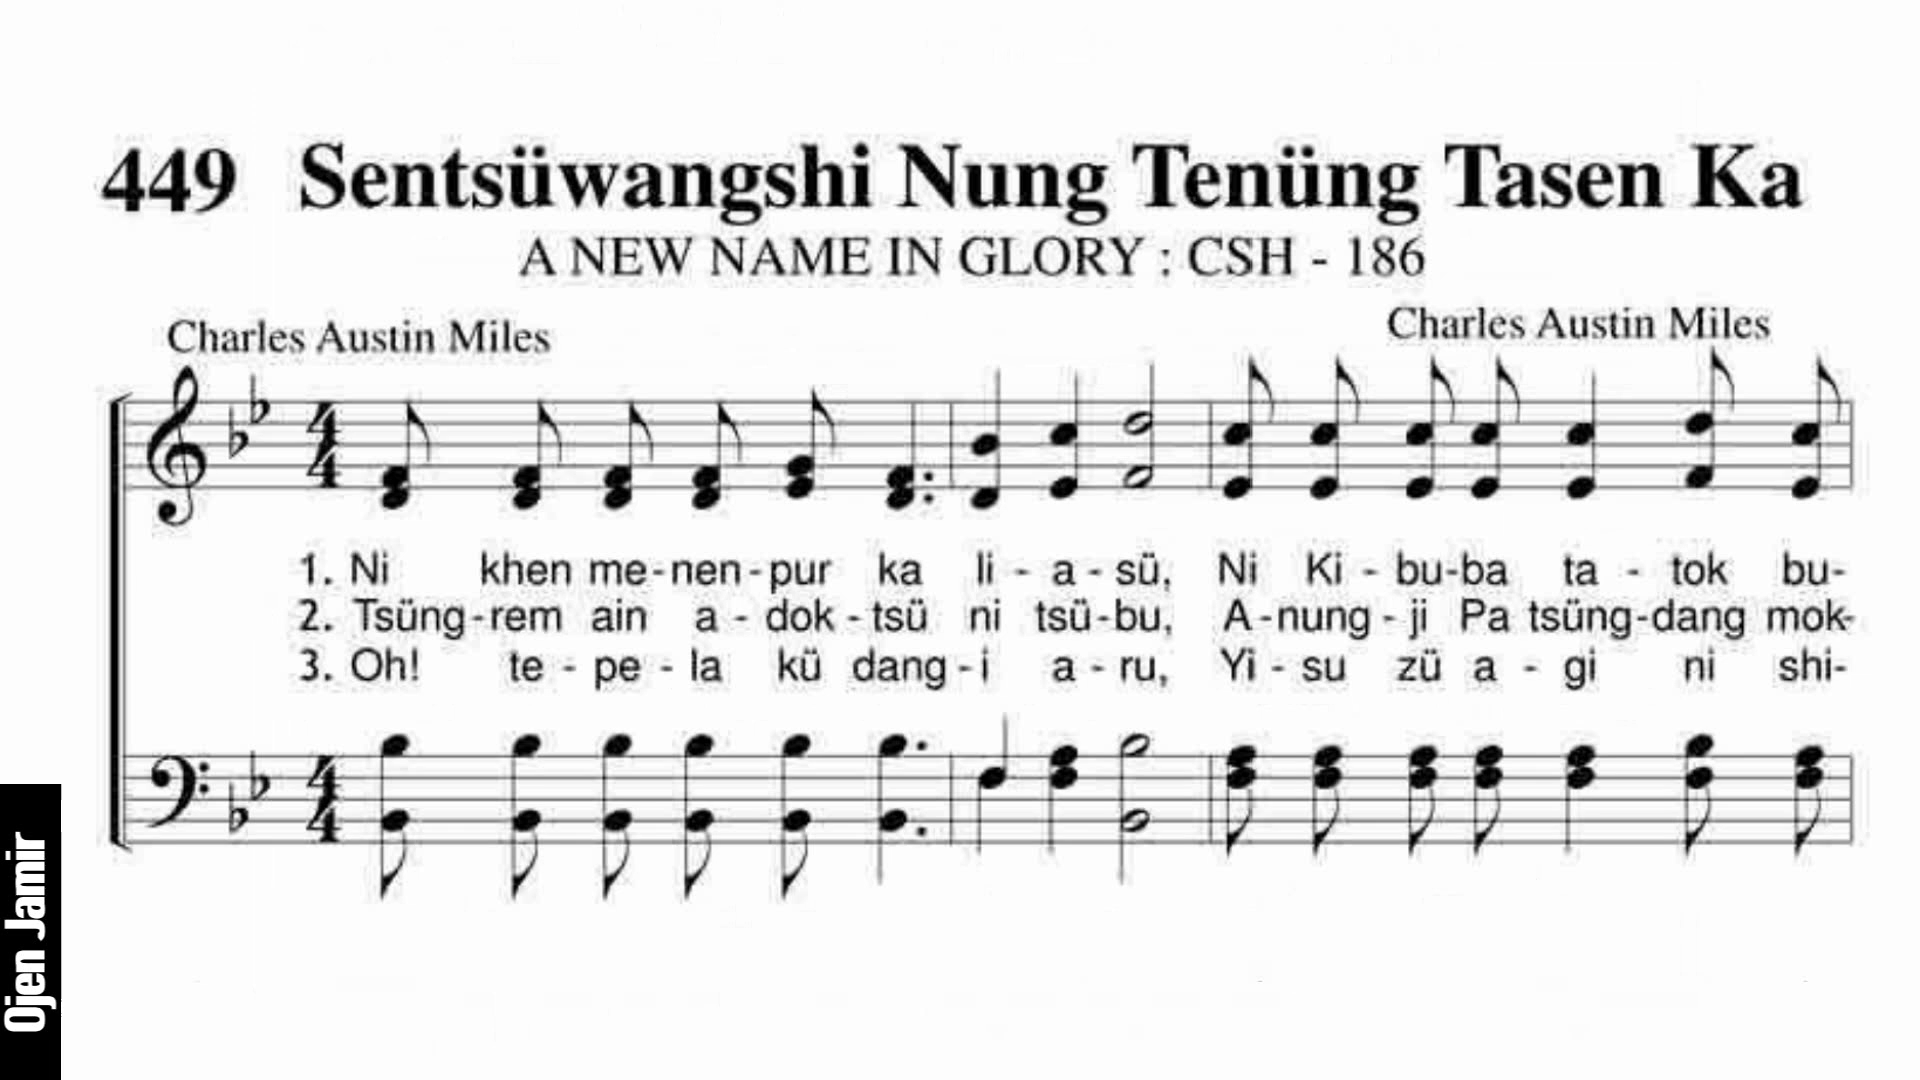 449 Sentsüwangshi Nung Tenüng Tasen Ka
A NEW NAME IN GLORY : CSH - 186
Charles Austin Miles
Charles Austin Miles
1. Ni khen me-nen-pur ka li - a - sü, Ni Ki - bu-ba ta - tok bu-
2. Tsüng-rem ain a - dok - tsü ni tsü-bu, A-nung - ji Pa tsüng-dang mok-
3. Oh! te - pe - la kü dang - i a - ru, Yi - su zü a - gi ni shi-
Ojen Jamir